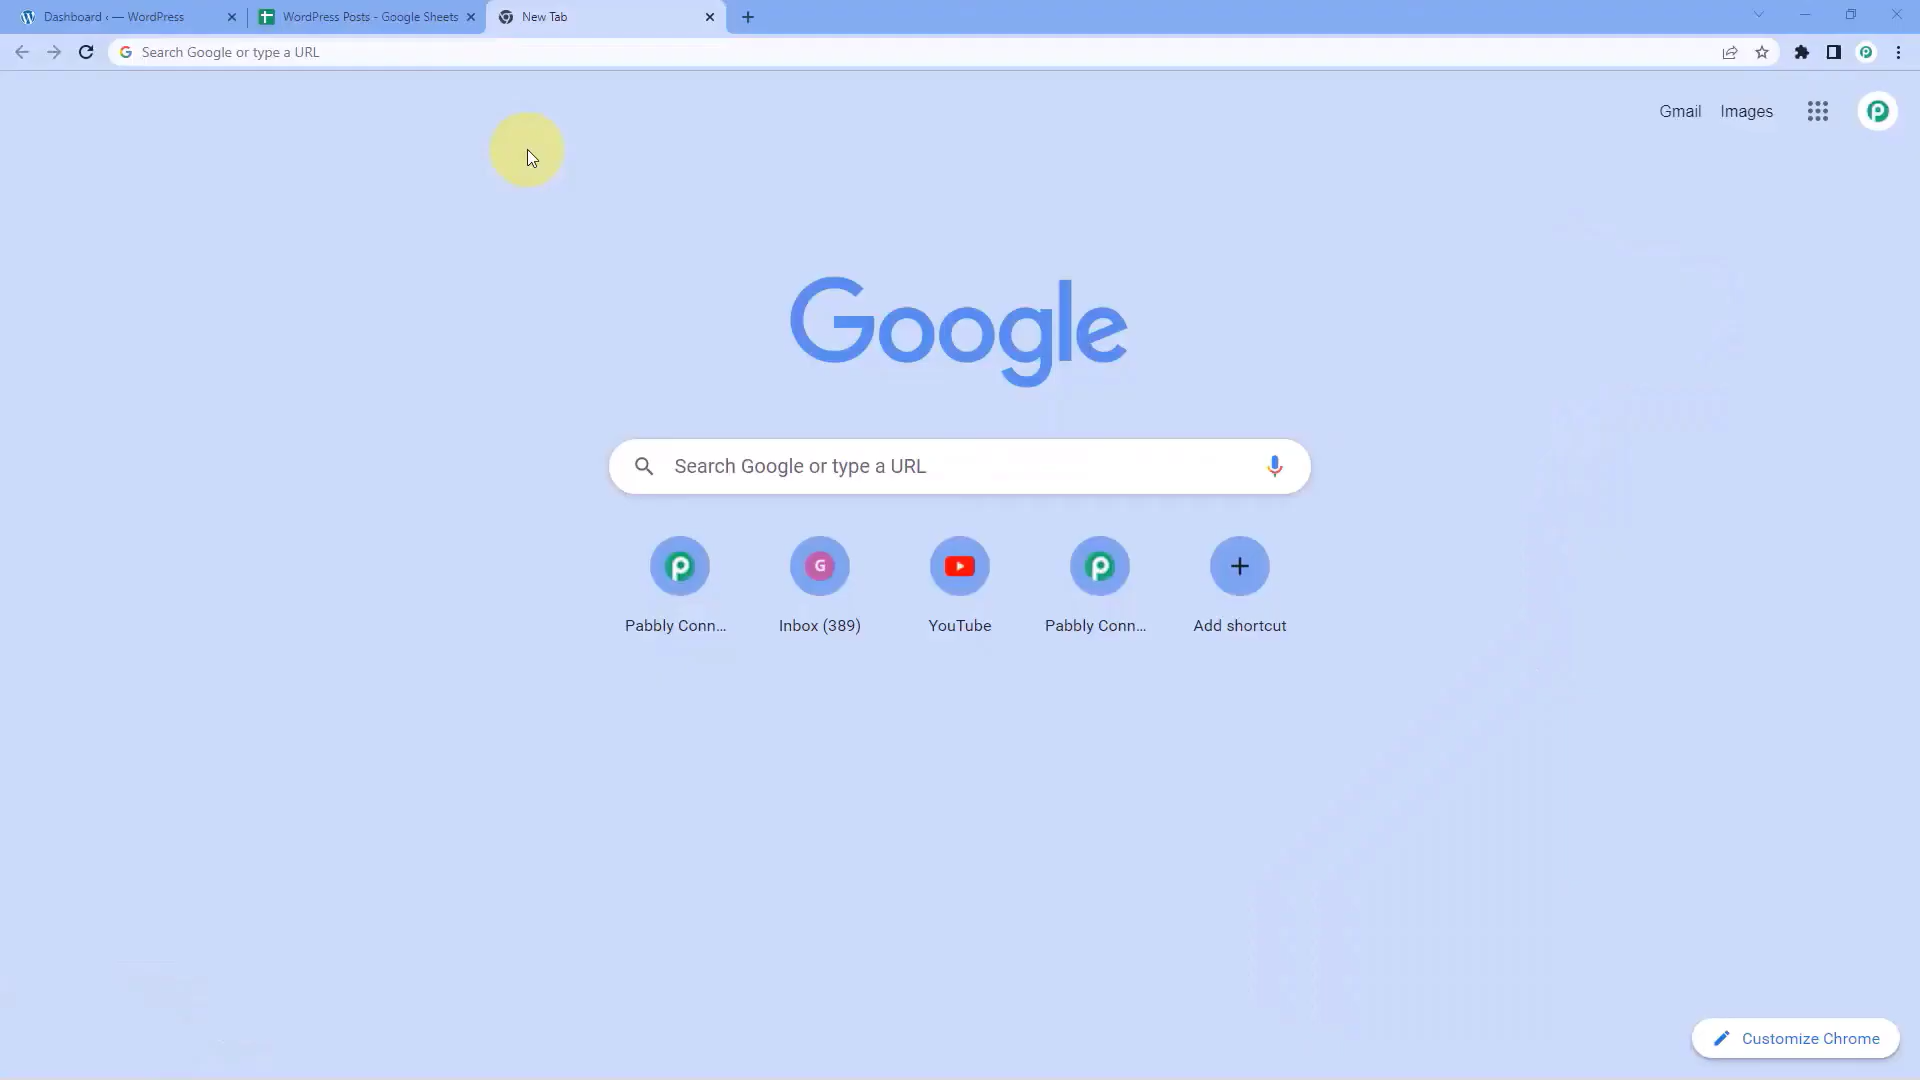 Dashboard ‹ — WordPress
WordPress Posts - Google Sheets
New Tab
Search Google or type a URL
Gmail
Images
Google
Search Google or type a URL
G
Pabbly Conn...
Inbox (389)
YouTube
Pabbly Conn...
Add shortcut
Customize Chrome